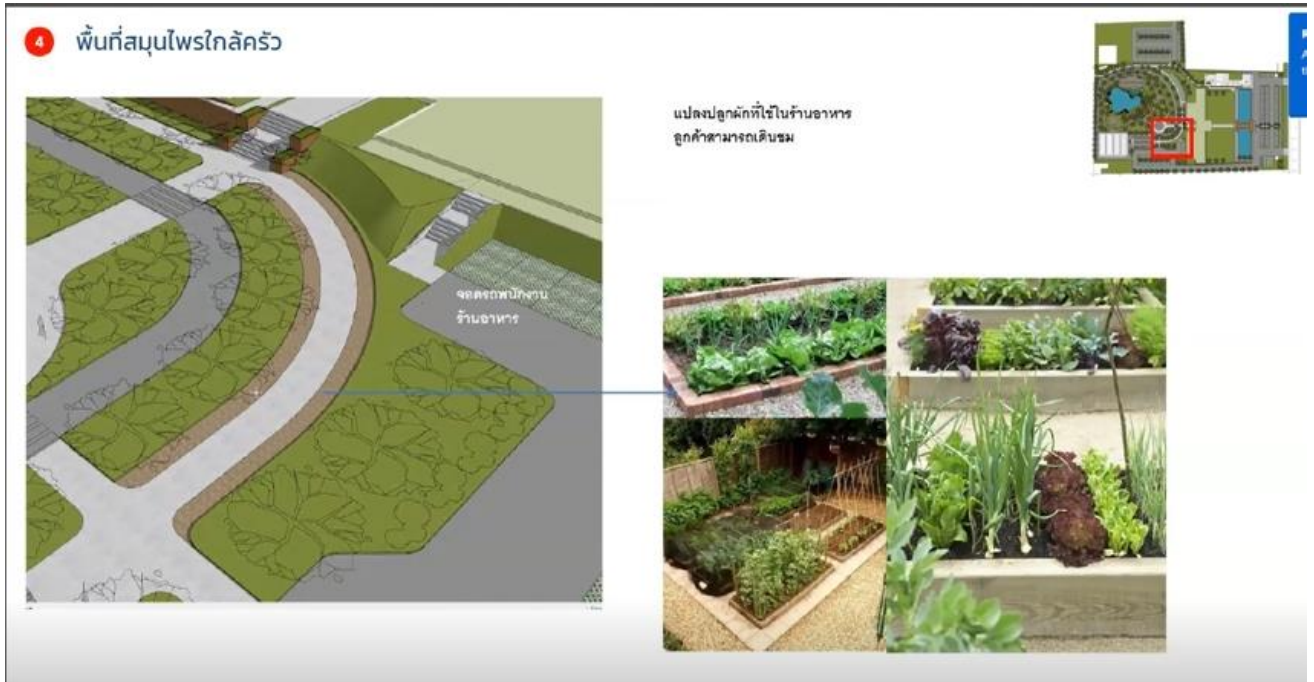 4 พื้นที่สมุนไพรใกล้ครัว
แปลงปลูกผักที่ใช้ในร้านอาหาร
ลูกค้าสามารถเดินชม
จอดรถพนักงาน
ร้านอาหาร